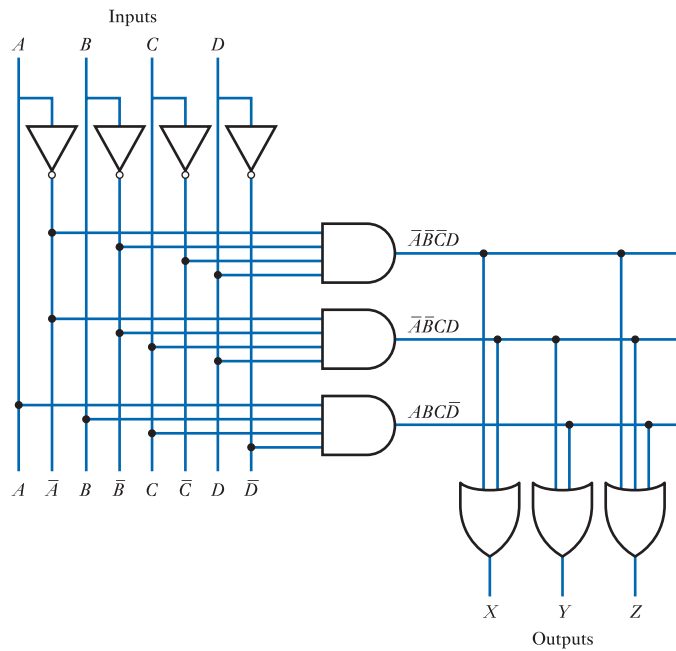 Inputs
A B C D
A̅B̅C̅D
A̅B̅CD
ABCD̅
A A̅ B B̅ C C̅ D D̅
X Y Z
Outputs